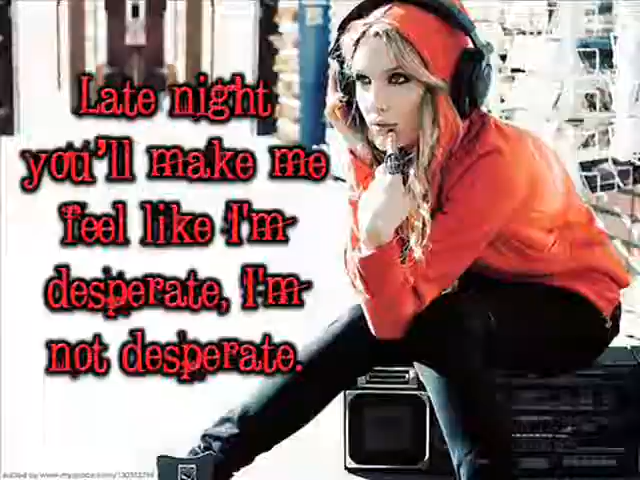 Late night
you'll make me
feel like I'm
desperate, I'm
not desperate.